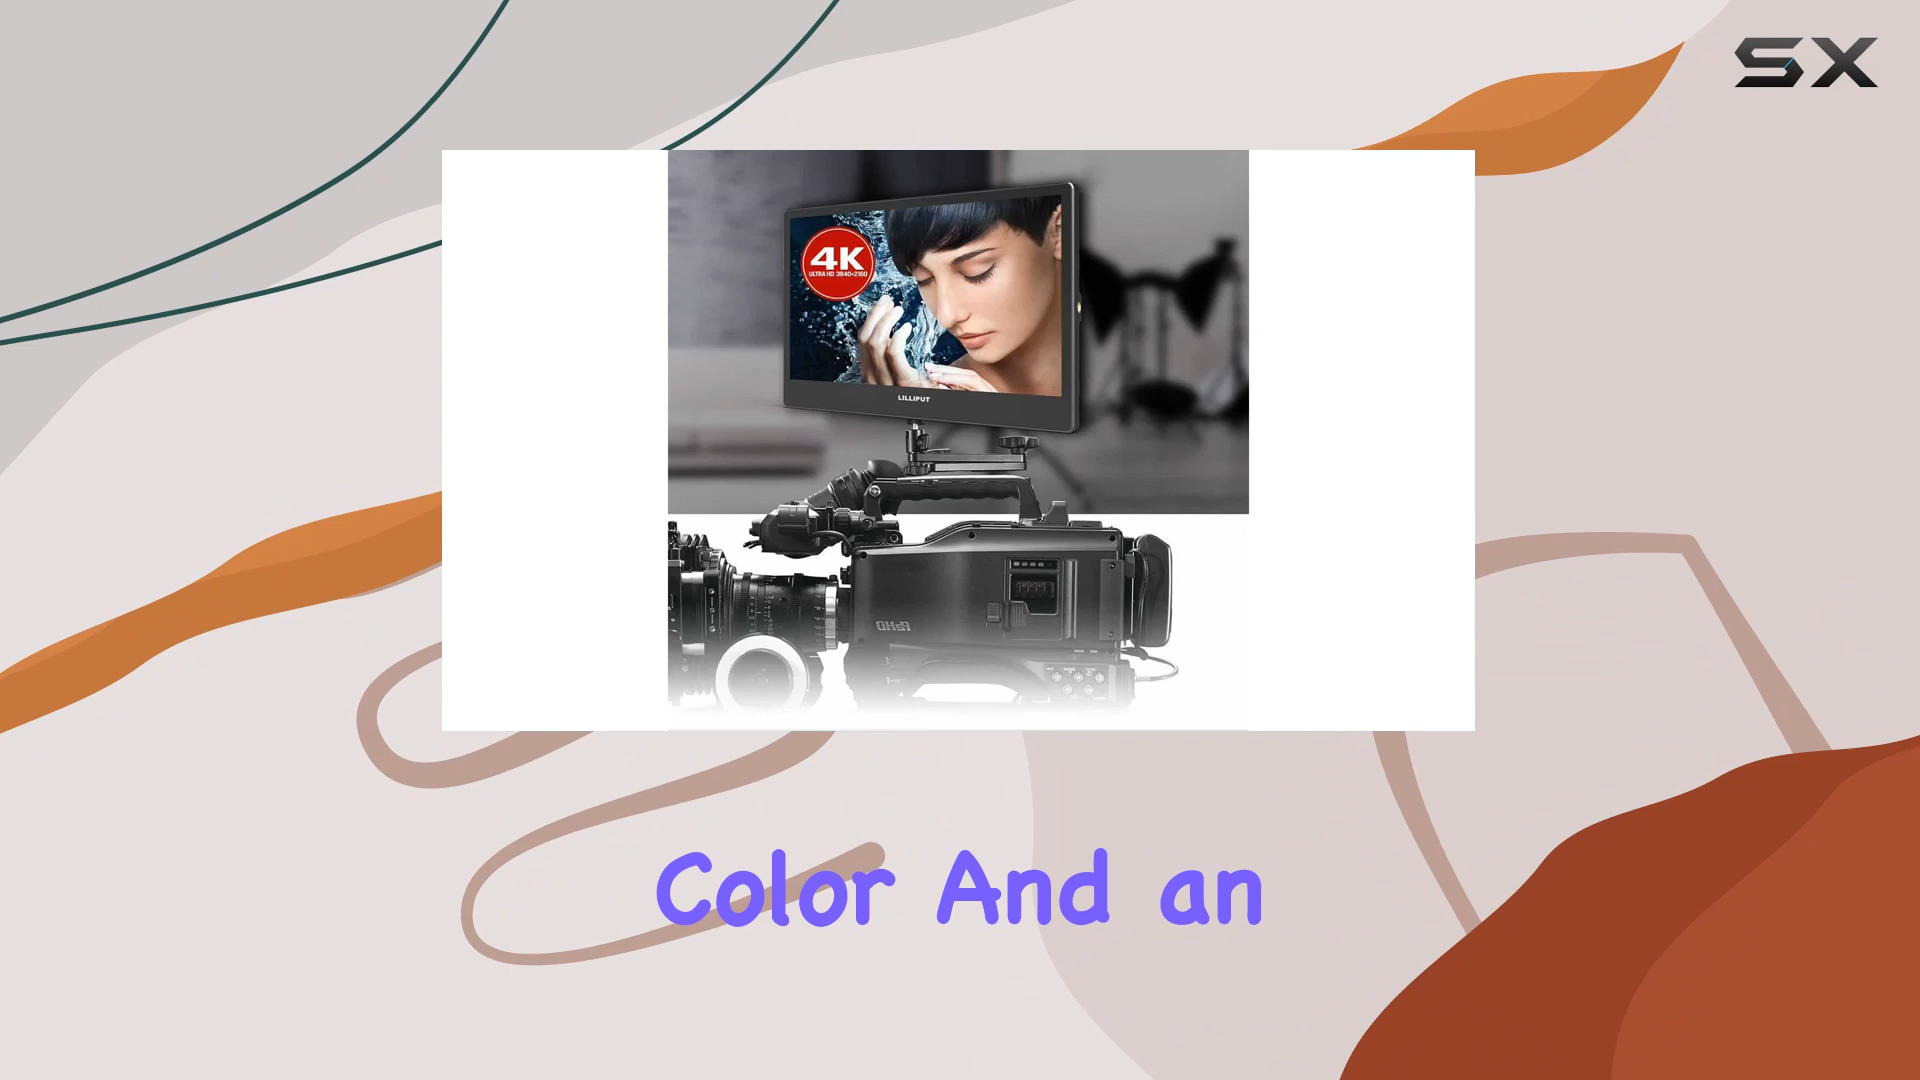 SX
4K
ULTRA HD 3840×2160
LILLIPUT
Color And an